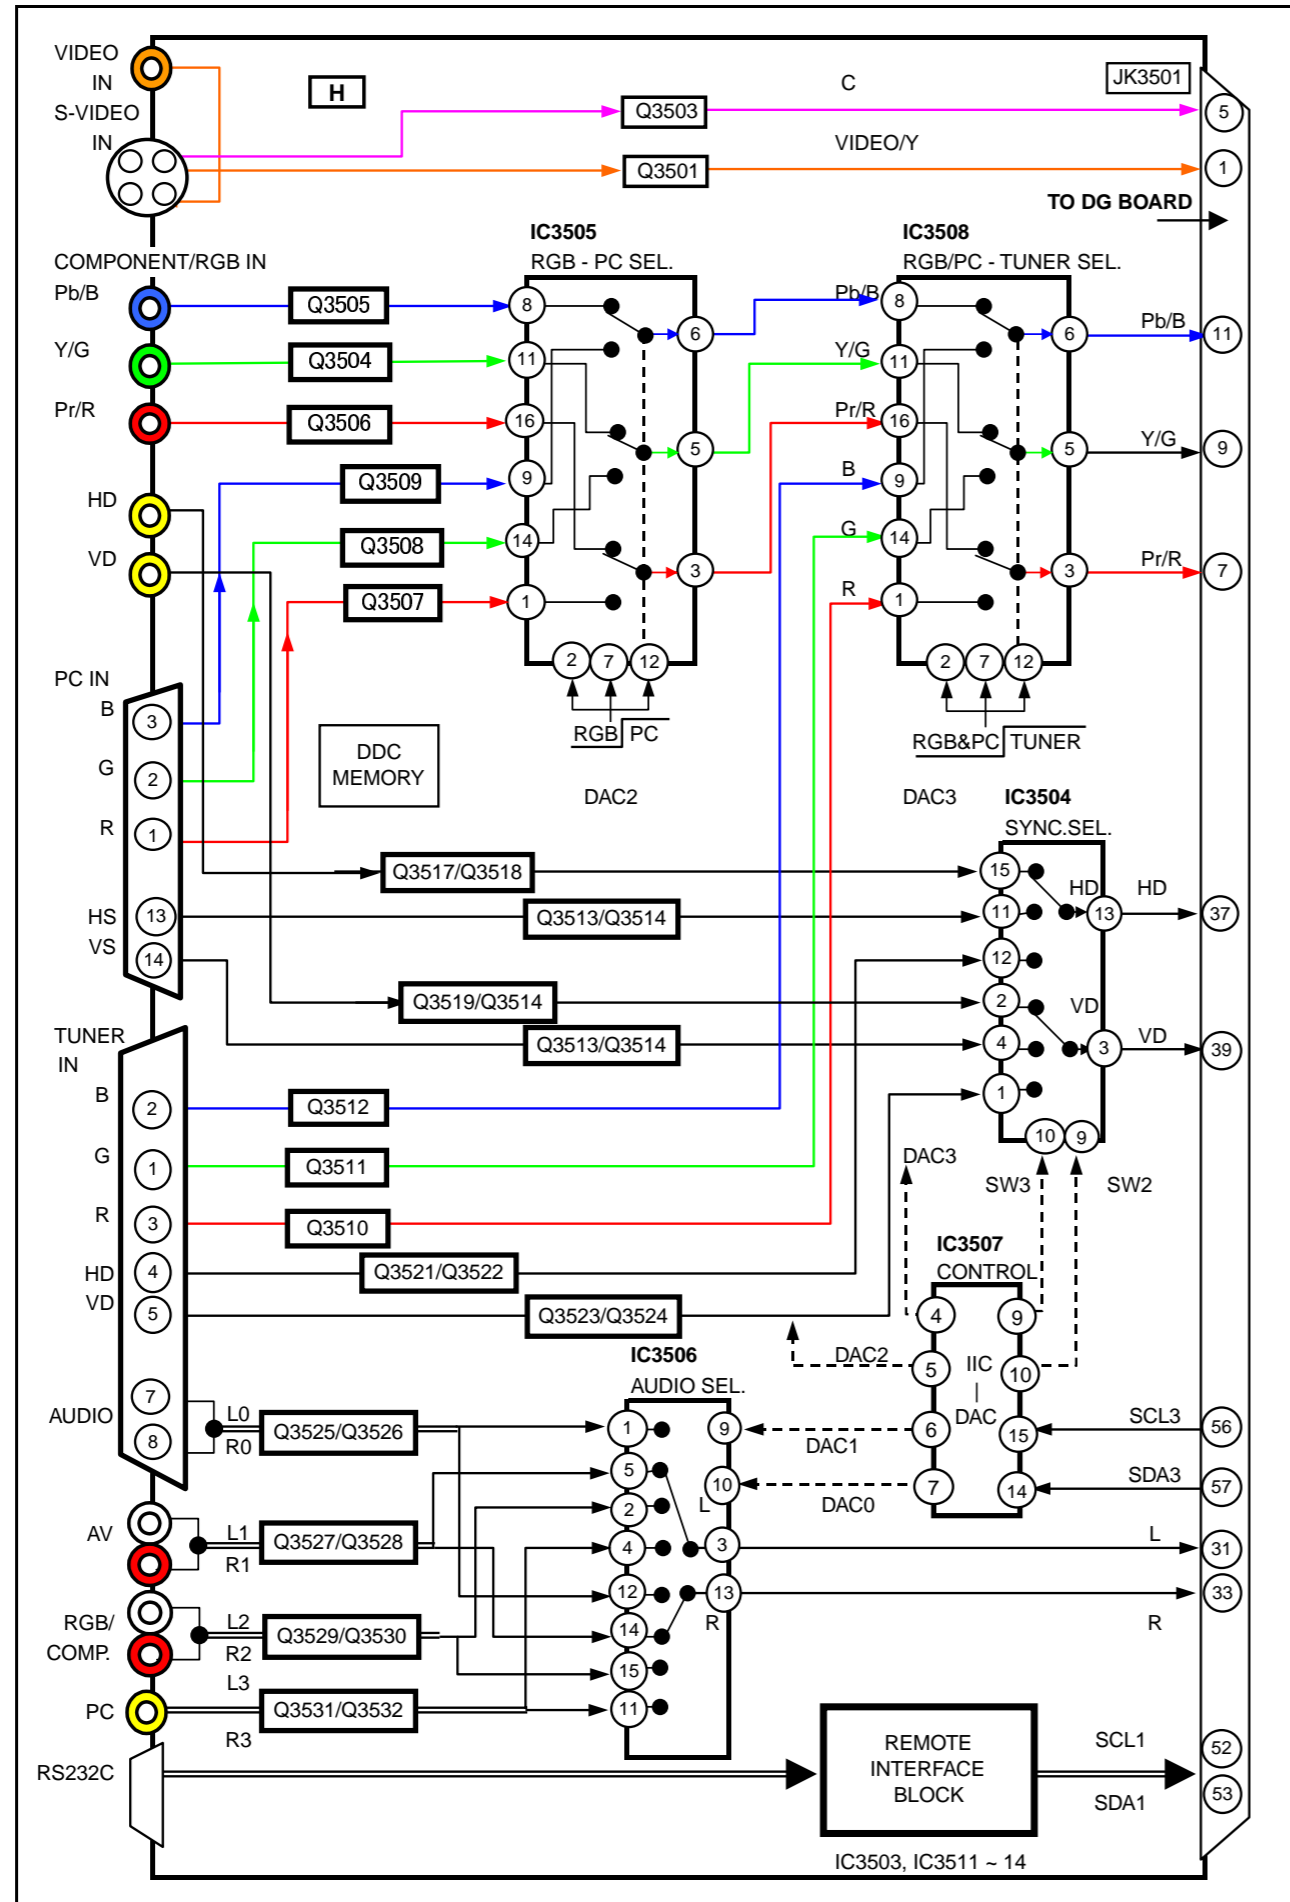 VIDEO
IN
H
JK3501
S-VIDEO
IN
C
Q3503
5
VIDEO/Y
Q3501
1
TO DG BOARD
IC3505
RGB - PC SEL.
IC3508
RGB/PC - TUNER SEL.
COMPONENT/RGB IN
Pb/B
Q3505
8
6
Pb/B
8
6
Pb/B
11
Y/G
Q3504
11
Y/G
11
Pr/R
Q3506
16
5
Pr/R
16
5
Y/G
9
Q3509
9
B
9
HD
Q3508
14
G
14
VD
3
3
Pr/R
7
Q3507
1
R
1
2
7
12
2
7
12
PC IN
B
3
RGB
PC
RGB&PC
TUNER
G
2
DDC
MEMORY
DAC2
DAC3
IC3504
SYNC.SEL.
R
1
Q3517/Q3518
15
HD
HD
HS
13
Q3513/Q3514
11
13
37
VS
14
12
Q3519/Q3514
2
VD
VD
Q3513/Q3514
4
3
39
TUNER
IN
1
B
2
Q3512
10
9
G
1
Q3511
DAC3
SW3
SW2
R
3
Q3510
IC3507
CONTROL
HD
4
Q3521/Q3522
VD
5
Q3523/Q3524
4
9
IC3506
AUDIO SEL.
DAC2
5
IIC
|
DAC
10
7
AUDIO
8
L0
R0
Q3525/Q3526
1
9
DAC1
6
15
SCL3
56
5
10
L
DAC0
7
14
SDA3
57
2
AV
L1
R1
Q3527/Q3528
4
3
L
31
12
13
33
RGB/
COMP.
L2
R2
Q3529/Q3530
14
R
R
15
PC
L3
R3
Q3531/Q3532
11
RS232C
REMOTE
INTERFACE
BLOCK
SCL1
52
SDA1
53
IC3503, IC3511 ~ 14